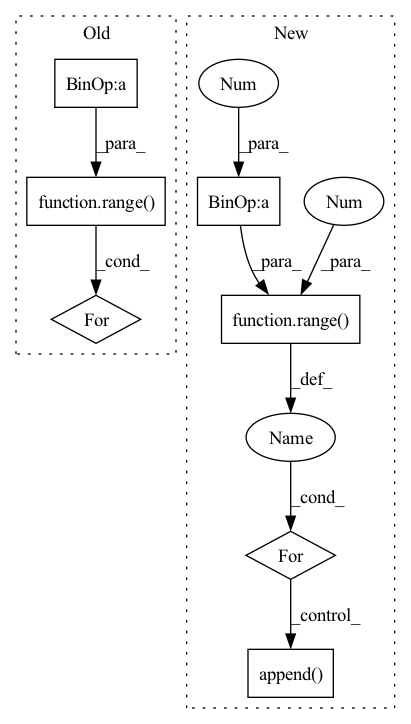 Old
BinOp:a
_para_
function.range()
_cond_
For
New
Num
_para_
BinOp:a
Num
_para_
_para_
function.range()
_def_
Name
_cond_
For
_control_
append()